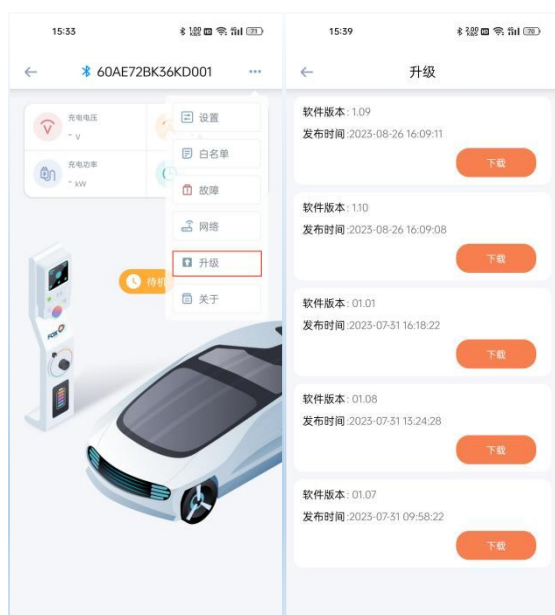 15:33
60AE72BK36KD001
充电电压
- V
充电功率
- kW
设置
白名单
故障
网络
升级
关于
待机
FOX
15:39
升级
软件版本: 1.09
发布时间:2023-08-26 16:09:11
下载
软件版本: 1.10
发布时间:2023-08-26 16:09:08
下载
软件版本: 01.01
发布时间:2023-07-31 16:18:22
下载
软件版本: 01.08
发布时间:2023-07-31 13:24:28
下载
软件版本: 01.07
发布时间:2023-07-31 09:58:22
下载